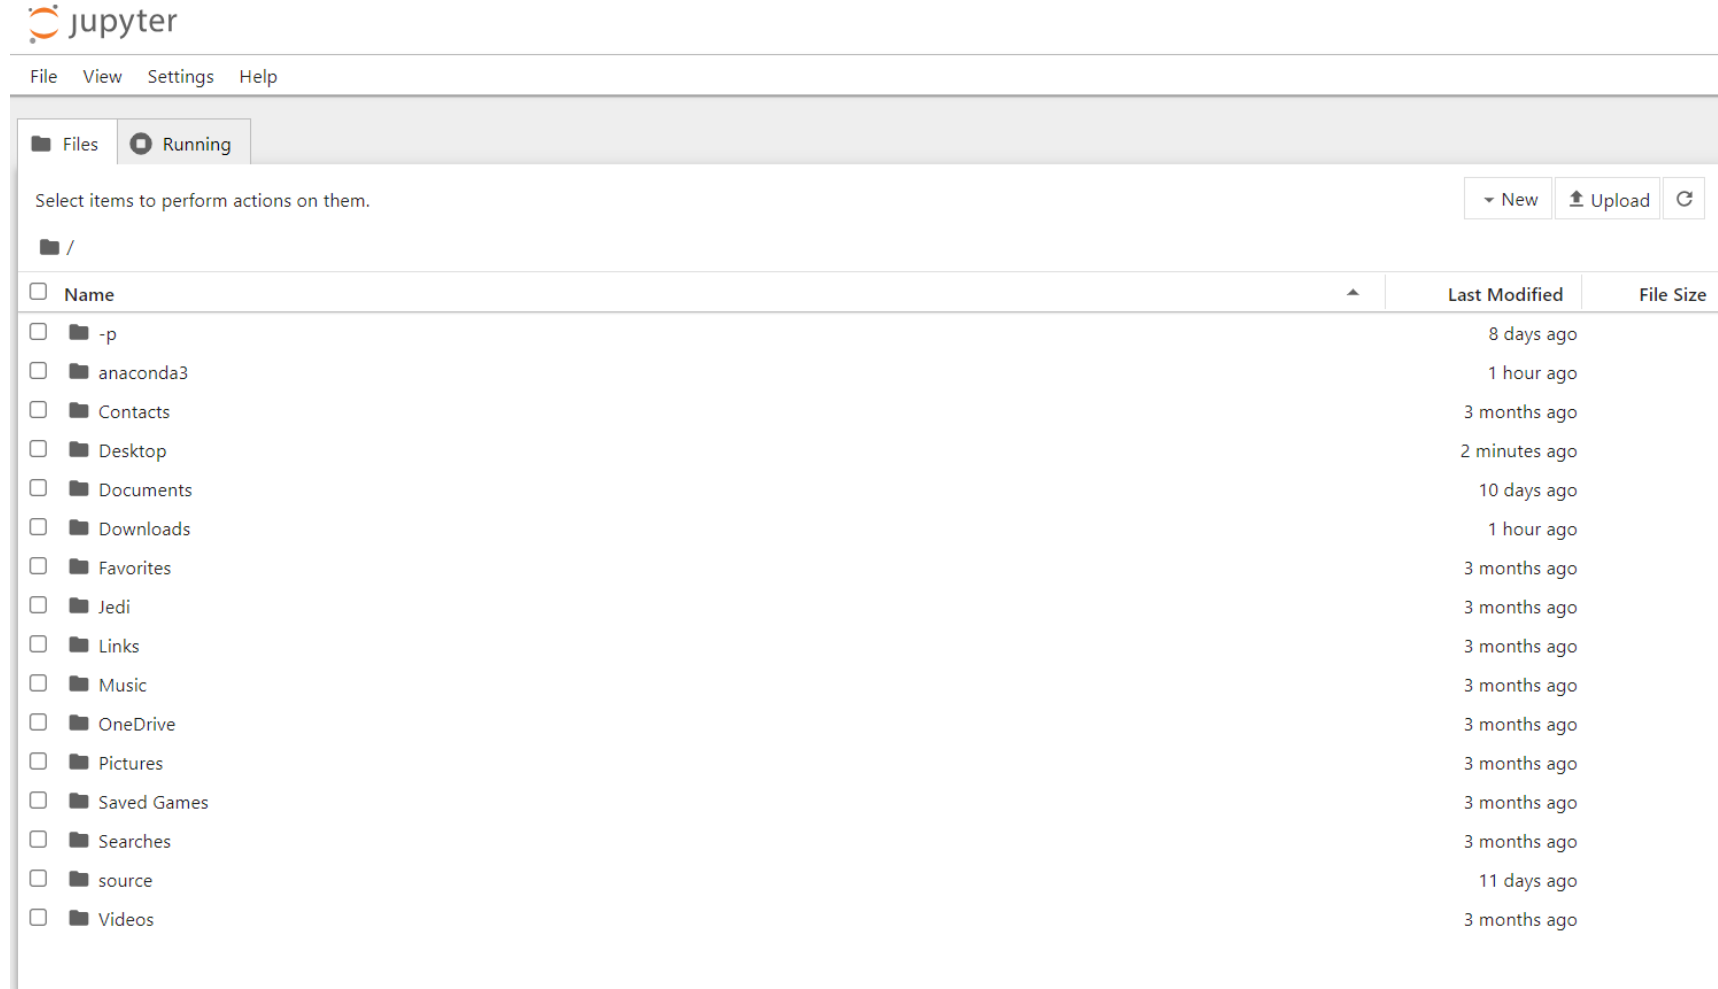 jupyter
File View Settings Help
Files Running
Select items to perform actions on them.
New Upload
/
Name Last Modified File Size
-p 8 days ago
anaconda3 1 hour ago
Contacts 3 months ago
Desktop 2 minutes ago
Documents 10 days ago
Downloads 1 hour ago
Favorites 3 months ago
Jedi 3 months ago
Links 3 months ago
Music 3 months ago
OneDrive 3 months ago
Pictures 3 months ago
Saved Games 3 months ago
Searches 3 months ago
source 11 days ago
Videos 3 months ago